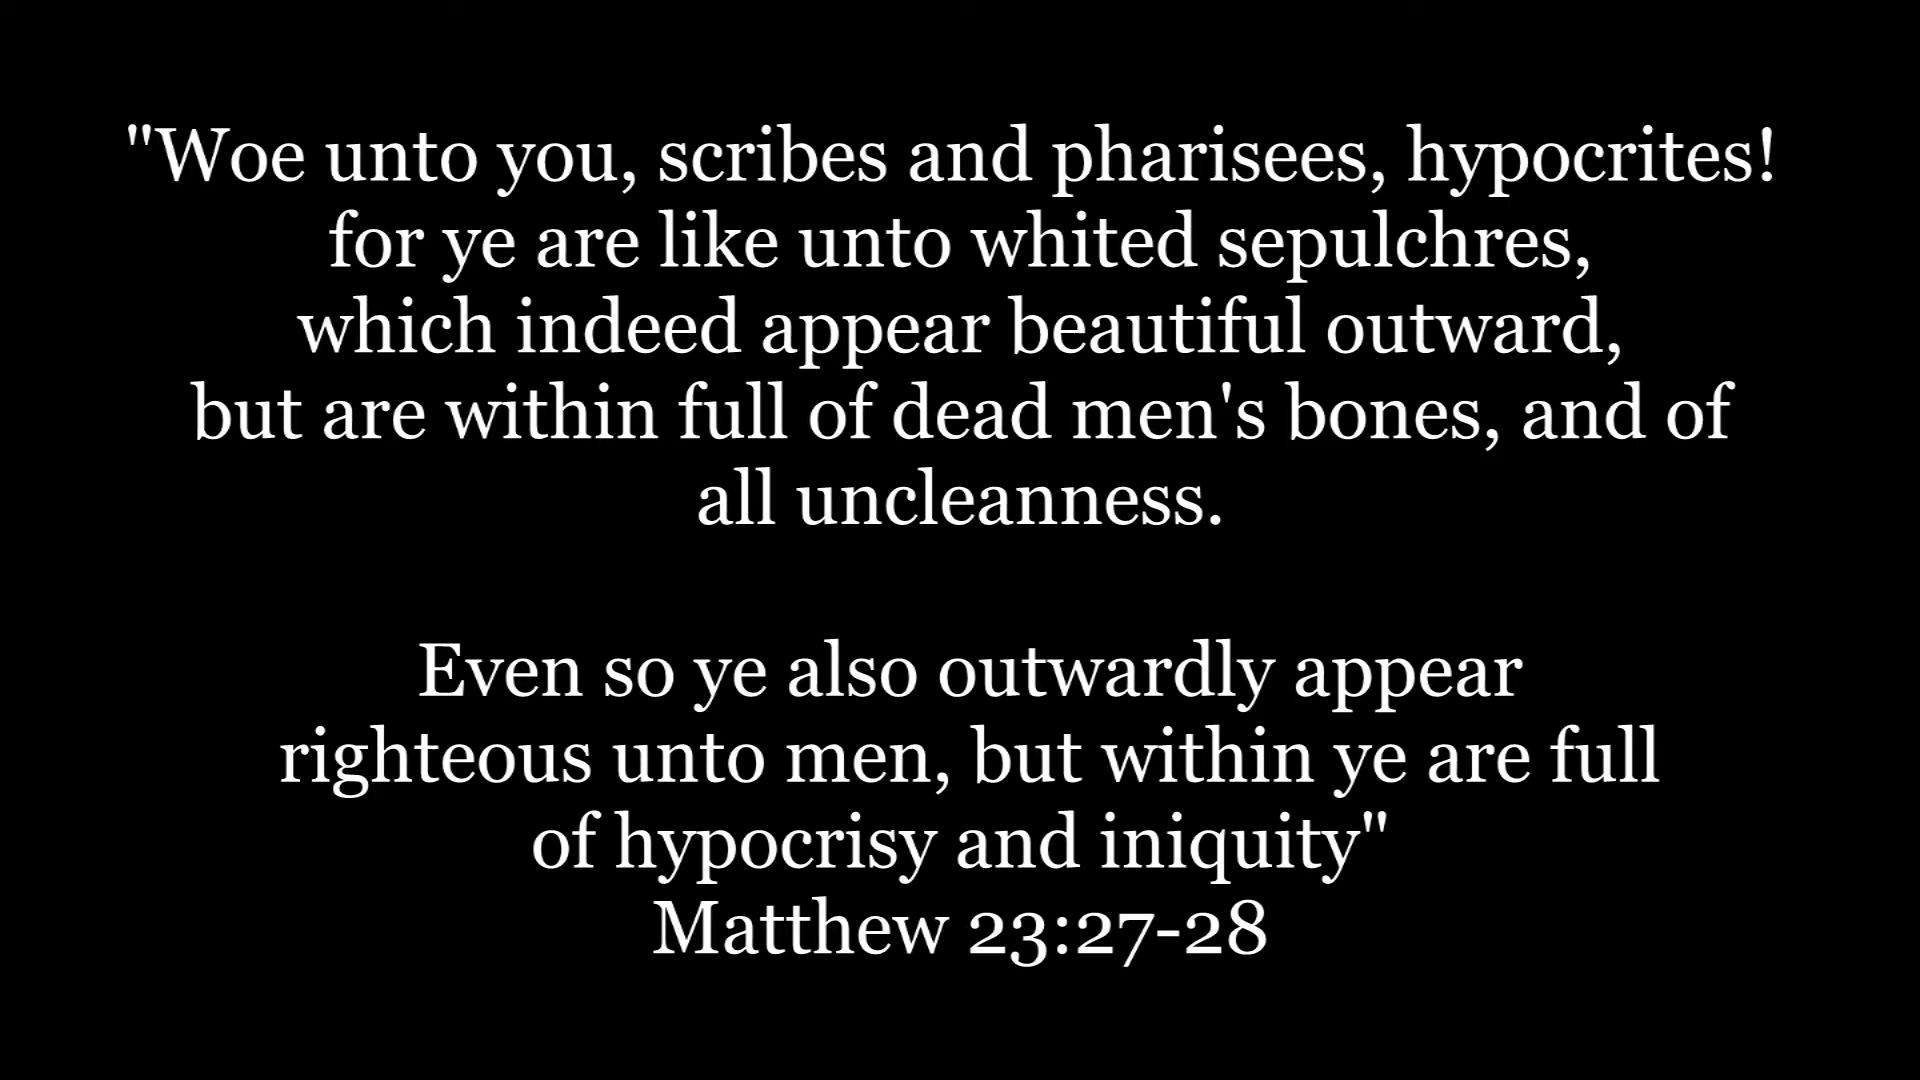 "Woe unto you, scribes and pharisees, hypocrites!
for ye are like unto whited sepulchres,
which indeed appear beautiful outward,
but are within full of dead men's bones, and of
all uncleanness.
Even so ye also outwardly appear
righteous unto men, but within ye are full
of hypocrisy and iniquity"
Matthew 23:27-28